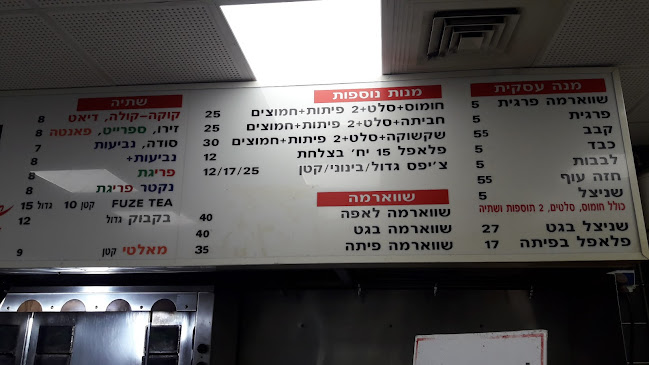 מנה עסקית
שווארמה פרגית 5
פרגית 5
קבב 55
כבד 5
לבבות 5
חזה עוף 55
שניצל 5
כולל חומוס, סלטים, 2 תוספות ושתיה
שניצל בגט 27
פלאפל בפיתה 17
מנות נוספות
חומוס+סלט+2 פיתות+חמוצים 25
חביתה+סלט+2 פיתות+חמוצים 25
שקשוקה+סלט+2 פיתות+חמוצים 30
פלאפל 15 יח' בצלחת 12
צ'יפס גדול/בינוני/קטן 12/17/25
שווארמה
שווארמה לאפה 40
שווארמה בגט 40
שווארמה פיתה 35
שתיה
קוקה-קולה, דיאט 8
זירו, ספרייט, פאנטה 8
סודה, נביעות 7
נביעות+ 8
פריגת 8
נקטר פריגת 8
FUZE TEA קטן 10 גדול 15
בקבוק גדול 12
מאלטי קטן 9